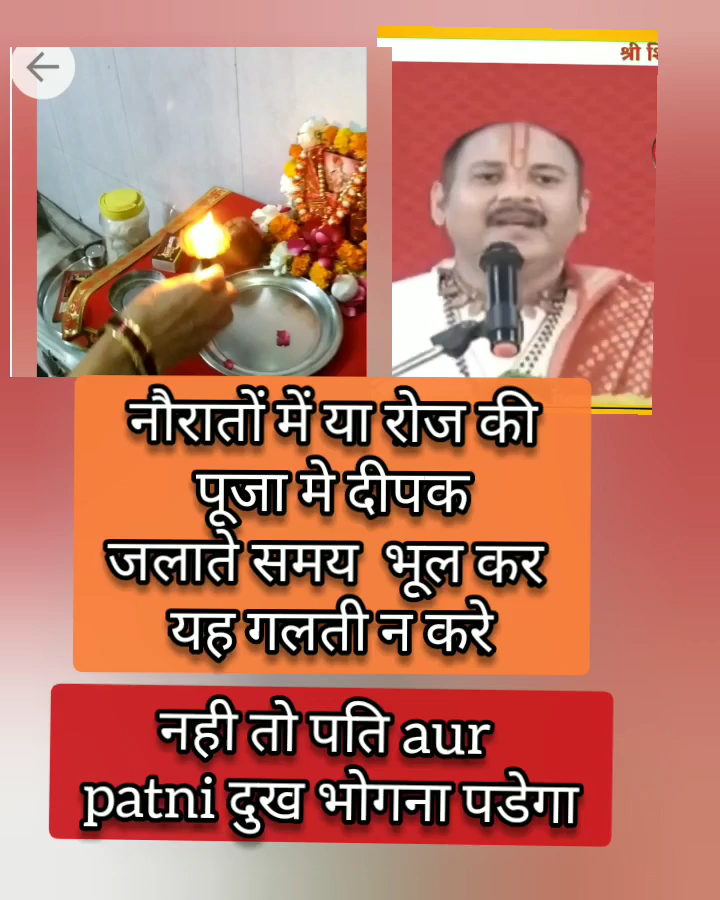 श्री
नौरातों में या रोज की
पूजा मे दीपक
जलाते समय भूल कर
यह गलती न करे
नही तो पति aur
patni दुख भोगना पडेगा